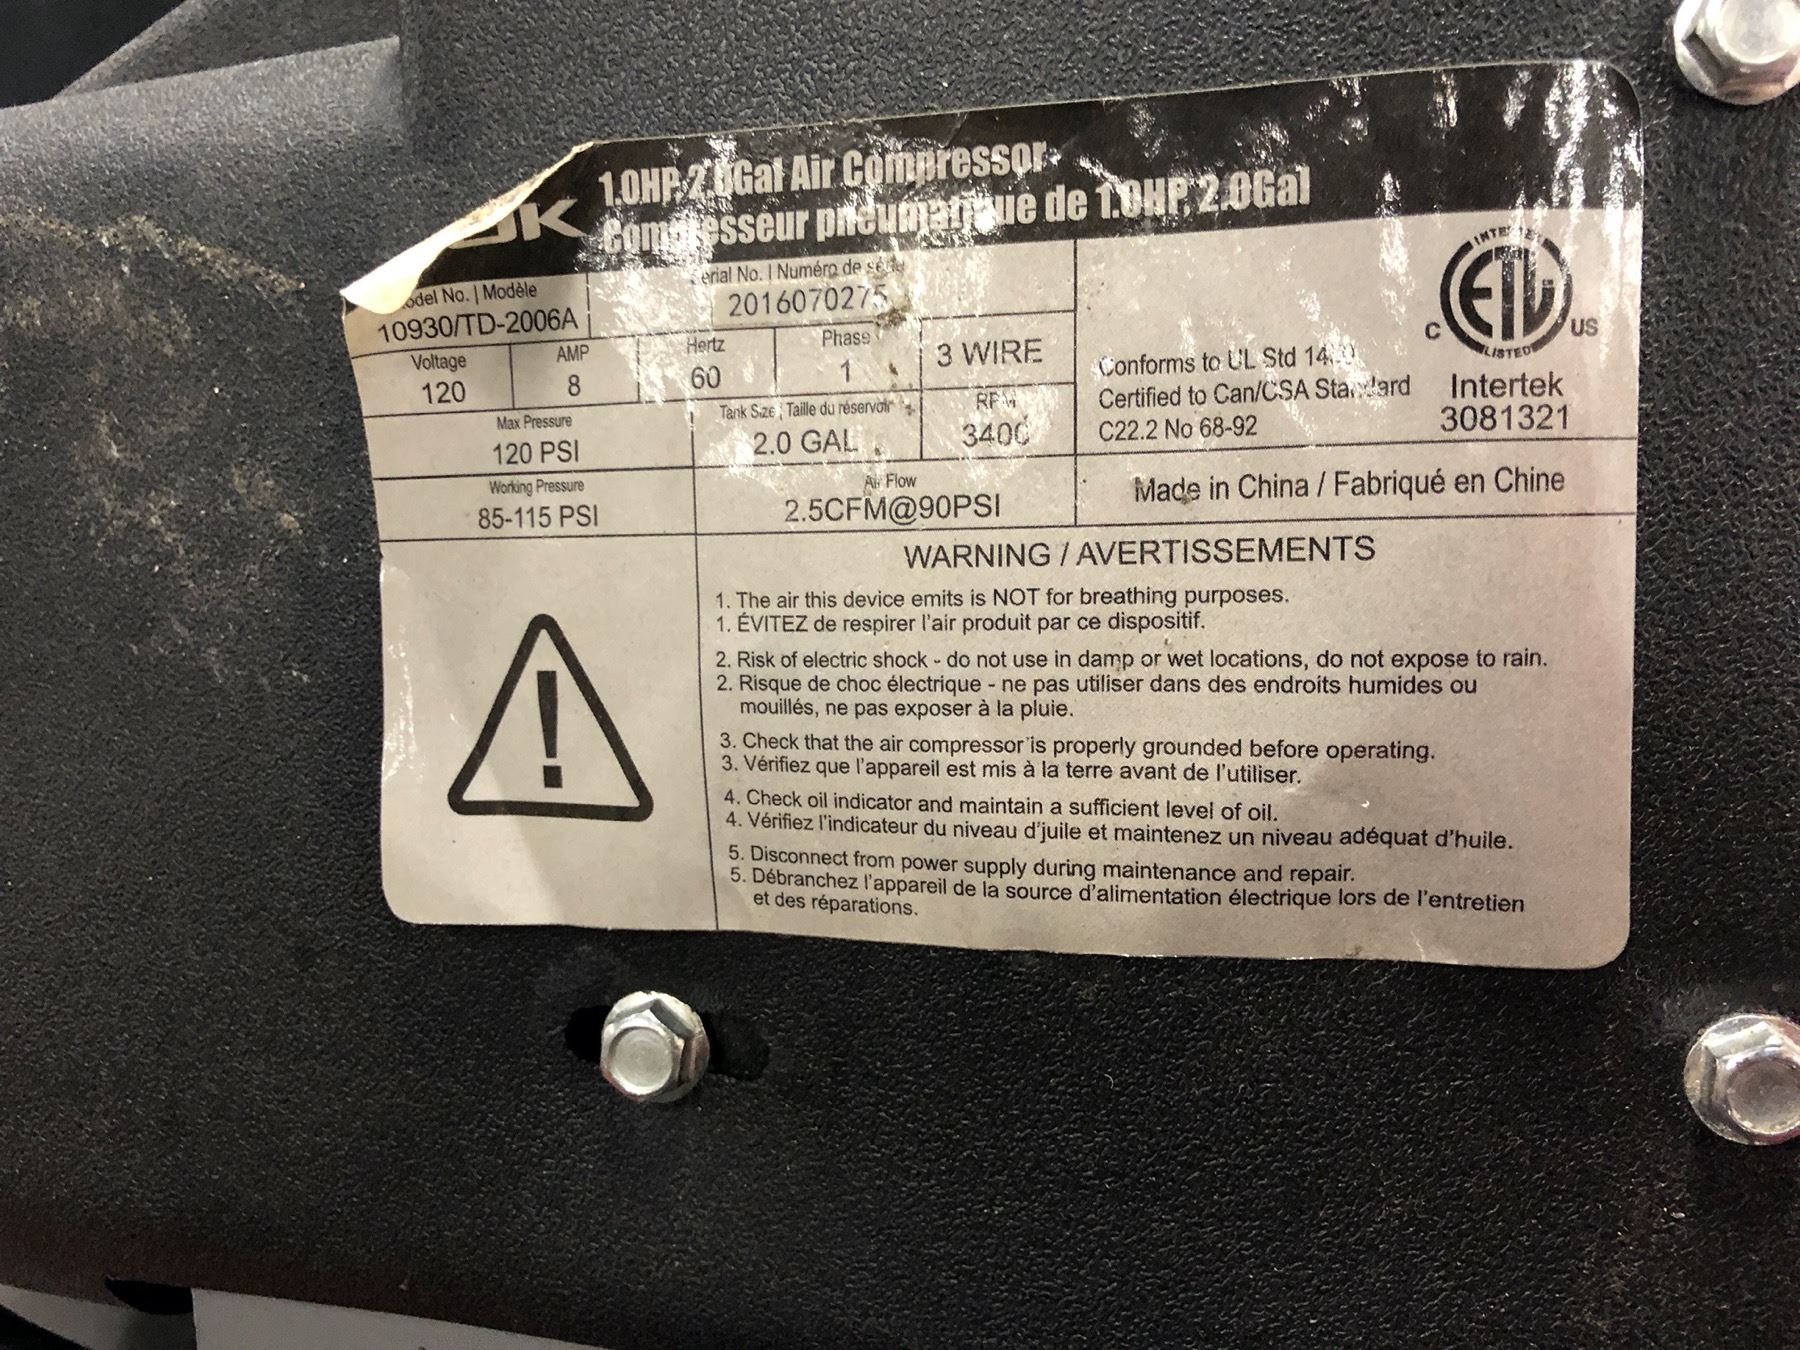 1.0HP, 2.0Gal Air Compressor
Compresseur pneumatique de 1.0HP, 2.0Gal
No. | Modèle
10930/TD-2006A
No. | Numéro de série
2016070275
Voltage
120
AMP
8
Hertz
60
Phase
1
3 WIRE
Max Pressure
120 PSI
Tank Size | Taille du réservoir
2.0 GAL
RPM
3400
Working Pressure
85-115 PSI
Air Flow
2.5CFM@90PSI
INTERTEK
ETL
LISTED
C US
Conforms to UL Std
Certified to Can/CSA Standard
C22.2 No 68-92
Intertek
3081321
Made in China / Fabriqué en Chine
WARNING / AVERTISSEMENTS
1. The air this device emits is NOT for breathing purposes.
1. ÉVITEZ de respirer l'air produit par ce dispositif.
2. Risk of electric shock - do not use in damp or wet locations, do not expose to rain.
2. Risque de choc électrique - ne pas utiliser dans des endroits humides ou
mouillés, ne pas exposer à la pluie.
3. Check that the air compressor is properly grounded before operating.
3. Vérifiez que l'appareil est mis à la terre avant de l'utiliser.
4. Check oil indicator and maintain a sufficient level of oil.
4. Vérifiez l'indicateur du niveau d'juile et maintenez un niveau adéquat d'huile.
5. Disconnect from power supply during maintenance and repair.
5. Débranchez l'appareil de la source d'alimentation électrique lors de l'entretien
et des réparations.